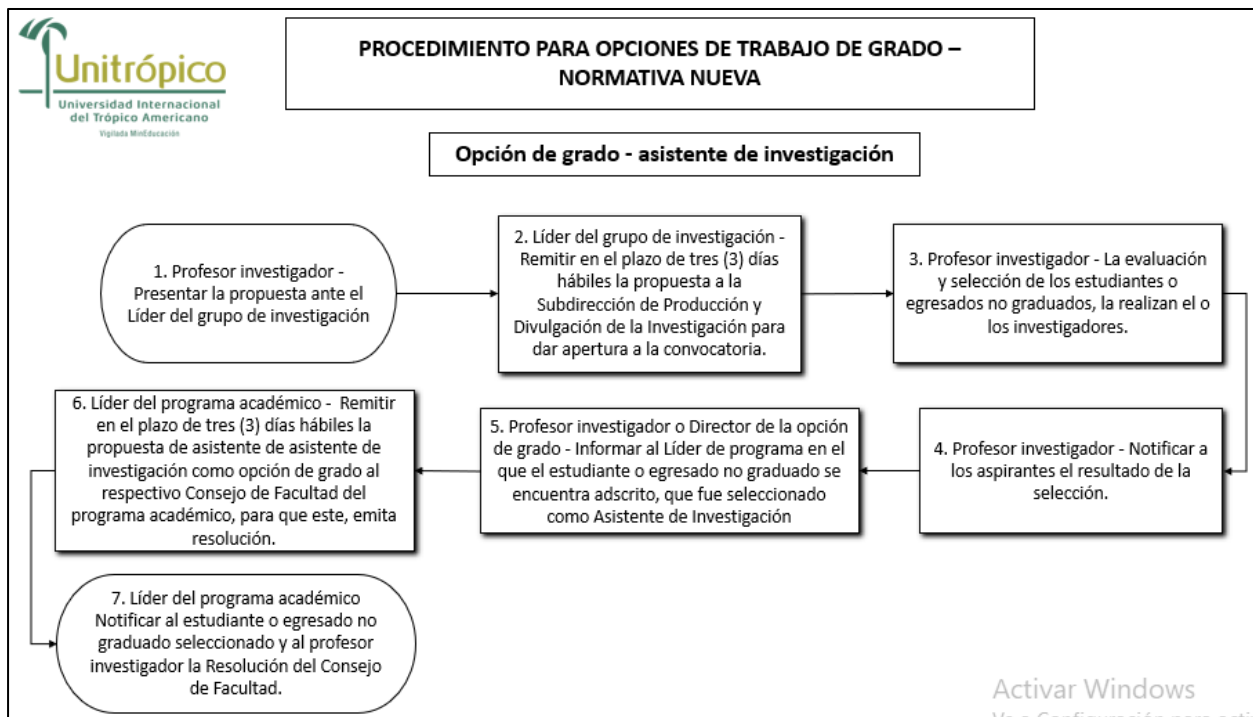 Unitrópico
Universidad Internacional
del Trópico Americano
Vigilada MinEducación
PROCEDIMIENTO PARA OPCIONES DE TRABAJO DE GRADO –
NORMATIVA NUEVA
Opción de grado - asistente de investigación
1. Profesor investigador -
Presentar la propuesta ante el
Líder del grupo de investigación
2. Líder del grupo de investigación -
Remitir en el plazo de tres (3) días
hábiles la propuesta a la
Subdirección de Producción y
Divulgación de la Investigación para
dar apertura a la convocatoria.
3. Profesor investigador - La evaluación
y selección de los estudiantes o
egresados no graduados, la realizan el o
los investigadores.
4. Profesor investigador - Notificar a
los aspirantes el resultado de la
selección.
5. Profesor investigador o Director de la opción
de grado - Informar al Líder de programa en el
que el estudiante o egresado no graduado se
encuentra adscrito, que fue seleccionado
como Asistente de Investigación
6. Líder del programa académico - Remitir
en el plazo de tres (3) días hábiles la
propuesta de asistente de asistente de
investigación como opción de grado al
respectivo Consejo de Facultad del
programa académico, para que este, emita
resolución.
7. Líder del programa académico
Notificar al estudiante o egresado no
graduado seleccionado y al profesor
investigador la Resolución del Consejo
de Facultad.
Activar Windows